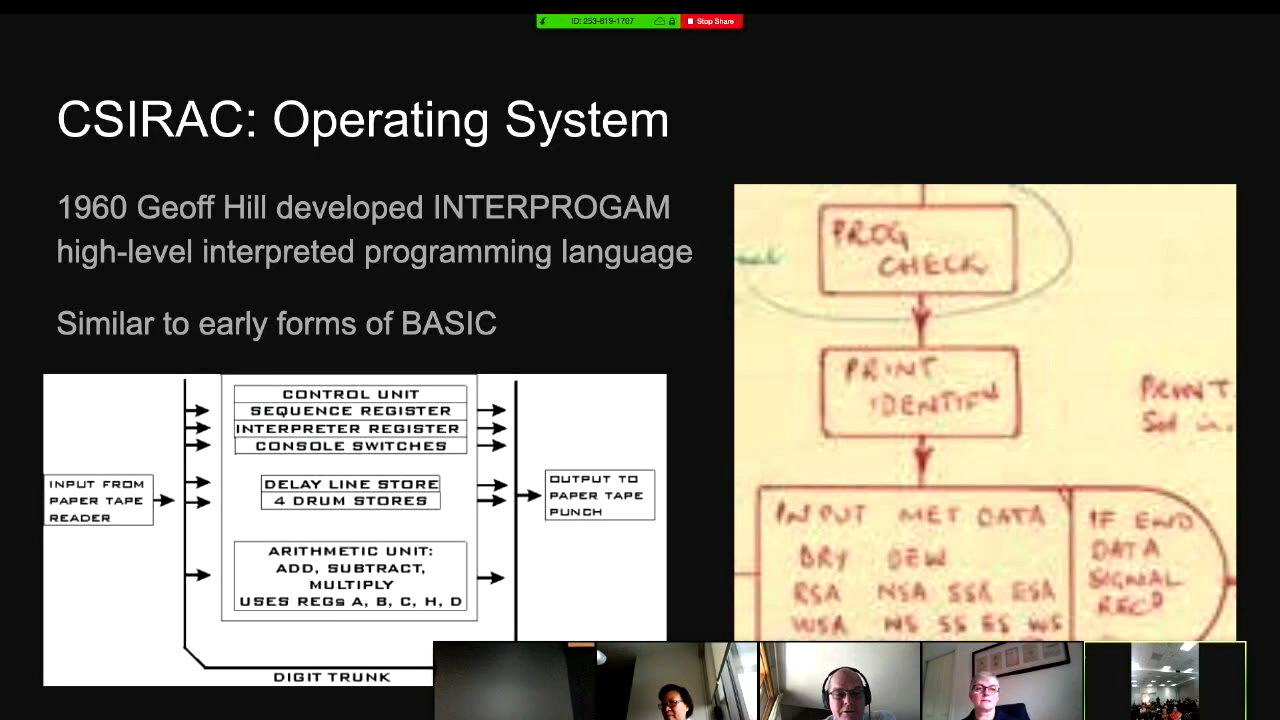 ID: 253-819-1707
Stop Share
CSIRAC: Operating System
1960 Geoff Hill developed INTERPROGAM
high-level interpreted programming language
Similar to early forms of BASIC
CONTROL UNIT
SEQUENCE REGISTER
INTERPRETER REGISTER
CONSOLE SWITCHES
INPUT FROM
PAPER TAPE
READER
DELAY LINE STORE
4 DRUM STORES
OUTPUT TO
PAPER TAPE
PUNCH
ARITHMETIC UNIT:
ADD, SUBTRACT,
MULTIPLY
USES REGs A, B, C, H, D
DIGIT TRUNK
PROG
CHECK
PRINT
IDENTIFN
PRINT
INPUT MET DATA
DRY DEW
RSA NSA SSA ESA
WSA NS SS ES WS
IF END
DATA
SIGNAL
RECD